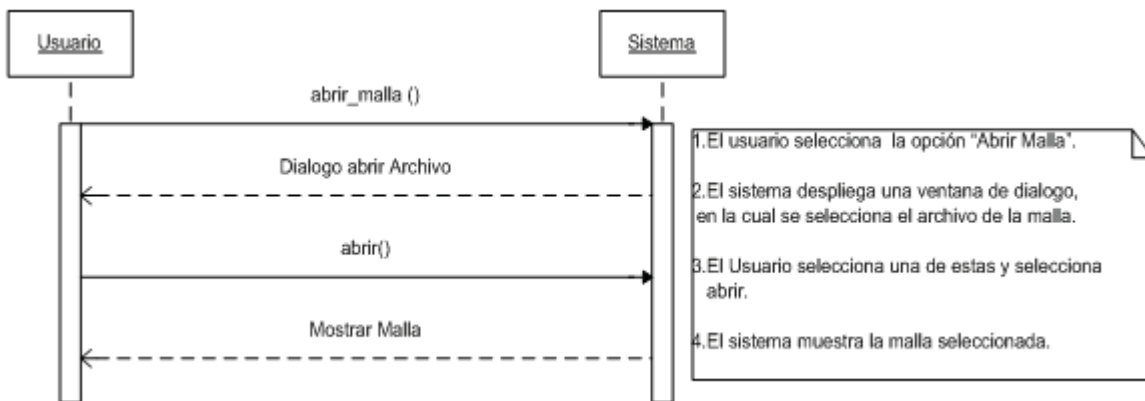 Usuario
Sistema
abrir_malla ()
Dialogo abrir Archivo
abrir()
Mostrar Malla
1.El usuario selecciona la opción "Abrir Malla".
2.El sistema despliega una ventana de dialogo,
en la cual se selecciona el archivo de la malla.
3.El Usuario selecciona una de estas y selecciona
abrir.
4.El sistema muestra la malla seleccionada.